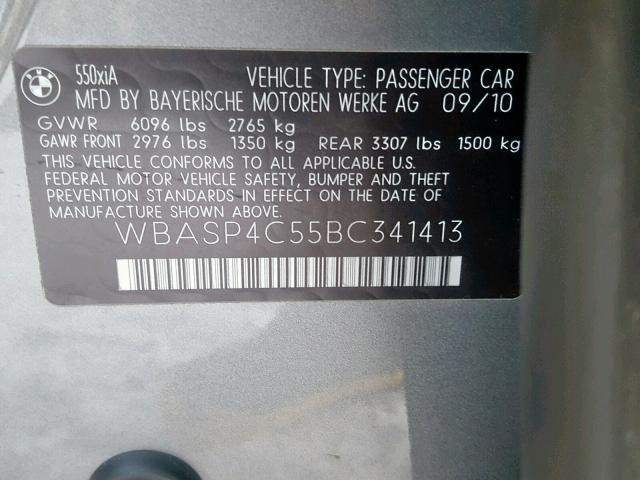 BMW
550xiA VEHICLE TYPE: PASSENGER CAR
MFD BY BAYERISCHE MOTOREN WERKE AG 09/10
GVWR 6096 lbs 2765 kg
GAWR FRONT 2976 lbs 1350 kg REAR 3307 lbs 1500 kg
THIS VEHICLE CONFORMS TO ALL APPLICABLE U.S.
FEDERAL MOTOR VEHICLE SAFETY, BUMPER AND THEFT
PREVENTION STANDARDS IN EFFECT ON THE DATE OF
MANUFACTURE SHOWN ABOVE.
WBASP4C55BC341413